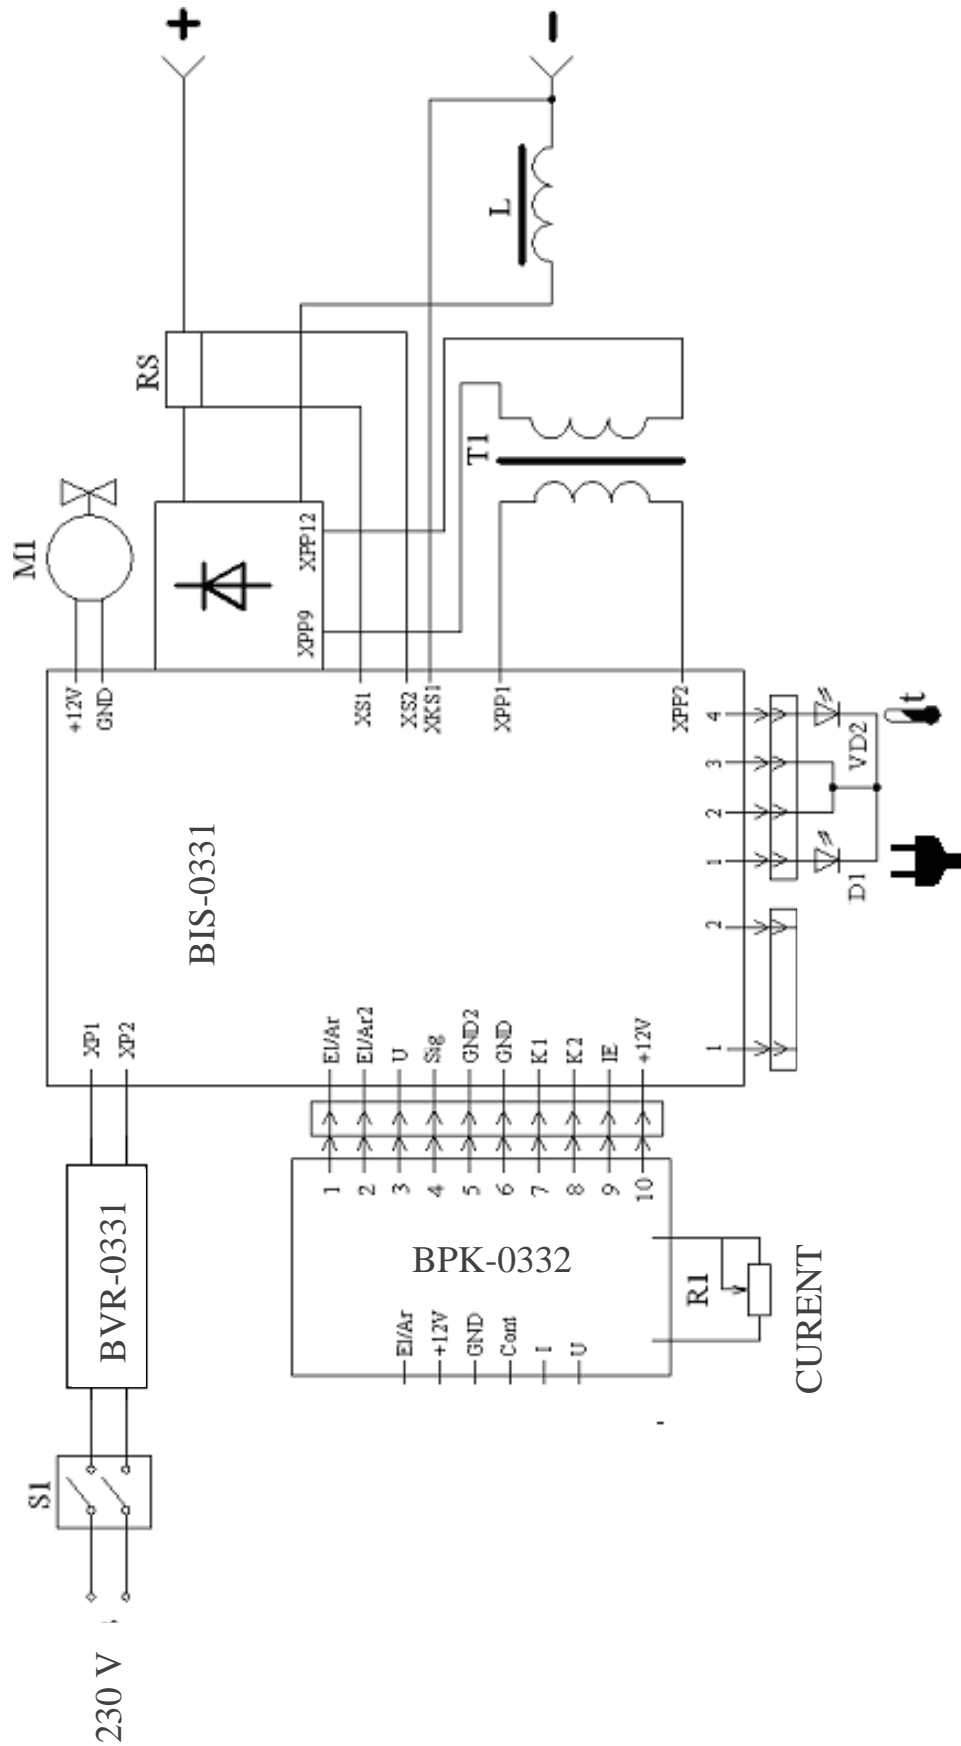 230 V
S1
BVR-0331
XP1
XP2
BIS-0331
+12V
GND
M1
RS
+
-
L
T1
XPP9
XPP12
XS1
XS2
XKS1
XPP1
XPP2
El/Ar
El/Ar2
U
Sig
GND2
GND
K1
K2
IE
+12V
1
2
3
4
5
6
7
8
9
10
BPK-0332
El/Ar
+12V
GND
Cont
I
U
R1
CURENT
1
2
1
2
3
4
D1
VD2
t